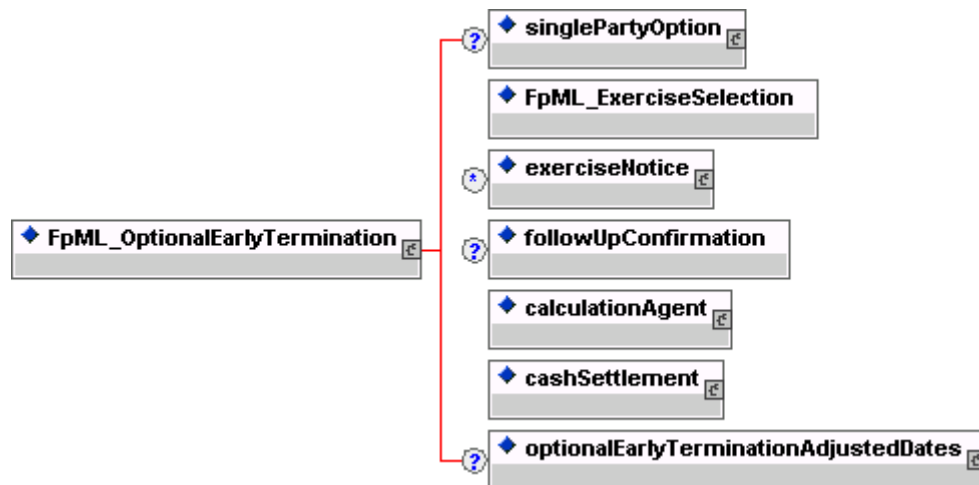 singlePartyOption
?
FpML_ExerciseSelection
exerciseNotice
*
FpML_OptionalEarlyTermination
followUpConfirmation
?
calculationAgent
cashSettlement
optionalEarlyTerminationAdjustedDates
?